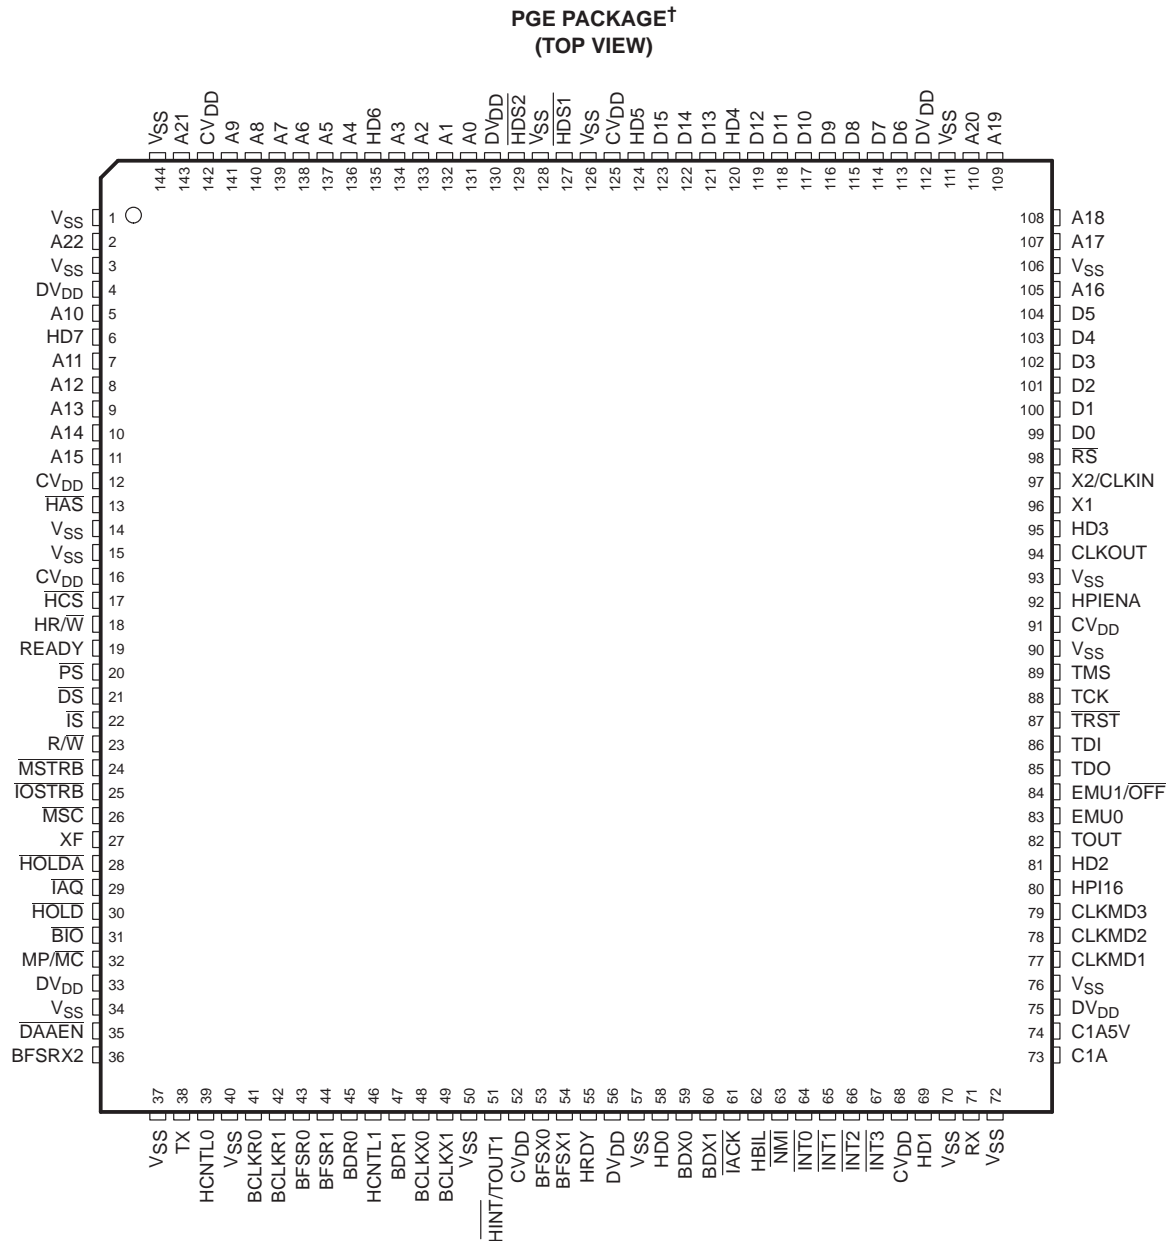 PGE PACKAGE†
(TOP VIEW)
VSS A21 CVDD A9 A8 A7 A6 A5 A4 HD6 A3 A2 A1 A0 DVDD HDS2 VSS HDS1 VSS CVDD HD5 D15 D14 D13 HD4 D12 D11 D10 D9 D8 D7 D6 DVDD VSS A20 A19
144 143 142 141 140 139 138 137 136 135 134 133 132 131 130 129 128 127 126 125 124 123 122 121 120 119 118 117 116 115 114 113 112 111 110 109
VSS 1 108 A18
A22 2 107 A17
VSS 3 106 VSS
DVDD 4 105 A16
A10 5 104 D5
HD7 6 103 D4
A11 7 102 D3
A12 8 101 D2
A13 9 100 D1
A14 10 99 D0
A15 11 98 RS
CVDD 12 97 X2/CLKIN
HAS 13 96 X1
VSS 14 95 HD3
VSS 15 94 CLKOUT
CVDD 16 93 VSS
HCS 17 92 HPIENA
HR/W 18 91 CVDD
READY 19 90 VSS
PS 20 89 TMS
DS 21 88 TCK
IS 22 87 TRST
R/W 23 86 TDI
MSTRB 24 85 TDO
IOSTRB 25 84 EMU1/OFF
MSC 26 83 EMU0
XF 27 82 TOUT
HOLDA 28 81 HD2
IAQ 29 80 HPI16
HOLD 30 79 CLKMD3
BIO 31 78 CLKMD2
MP/MC 32 77 CLKMD1
DVDD 33 76 VSS
VSS 34 75 DVDD
DAAEN 35 74 C1A5V
BFSRX2 36 73 C1A
37 38 39 40 41 42 43 44 45 46 47 48 49 50 51 52 53 54 55 56 57 58 59 60 61 62 63 64 65 66 67 68 69 70 71 72
VSS TX HCNTL0 VSS BCLKR0 BCLKR1 BFSR0 BFSR1 BDR0 HCNTL1 BDR1 BCLKX0 BCLKX1 VSS HINT/TOUT1 CVDD BFSX0 BFSX1 HRDY DVDD VSS HD0 BDX0 BDX1 IACK HBIL NMI INT0 INT1 INT2 INT3 CVDD HD1 VSS RX VSS